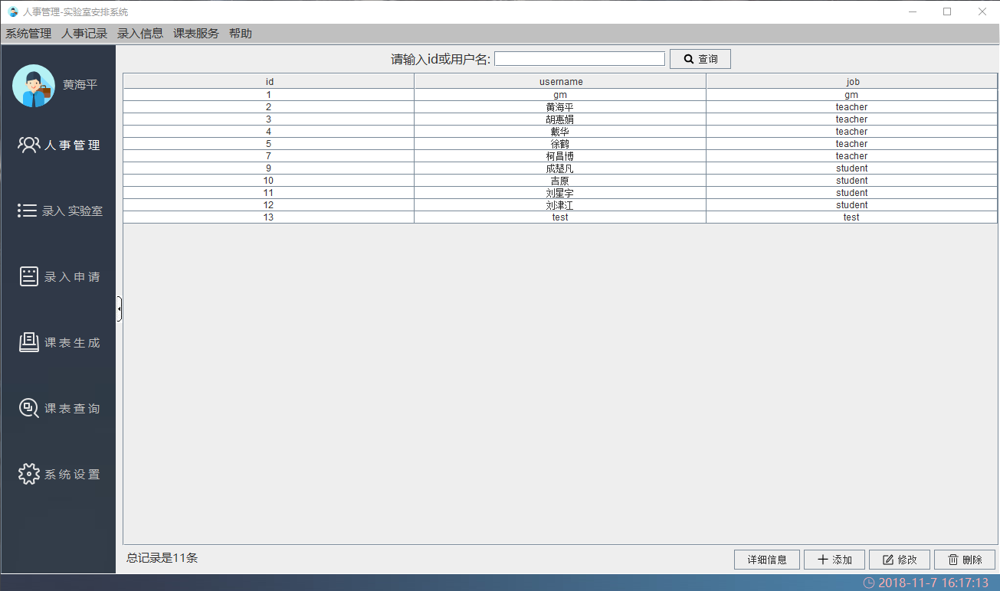 人事管理-实验室安排系统
系统管理 人事记录 录入信息 课表服务 帮助
黄海平
人事管理
录入 实验室
录入申请
课表生成
课表查询
系统设置
请输入id或用户名: 查询
id username job
1 gm gm
2 黄海平 teacher
3 胡惠娟 teacher
4 戴华 teacher
5 徐鹤 teacher
7 柯昌博 teacher
9 成楚凡 student
10 吉原 student
11 刘星宇 student
12 刘津江 student
13 test test
总记录是11条
详细信息 添加 修改 删除
2018-11-7 16:17:13